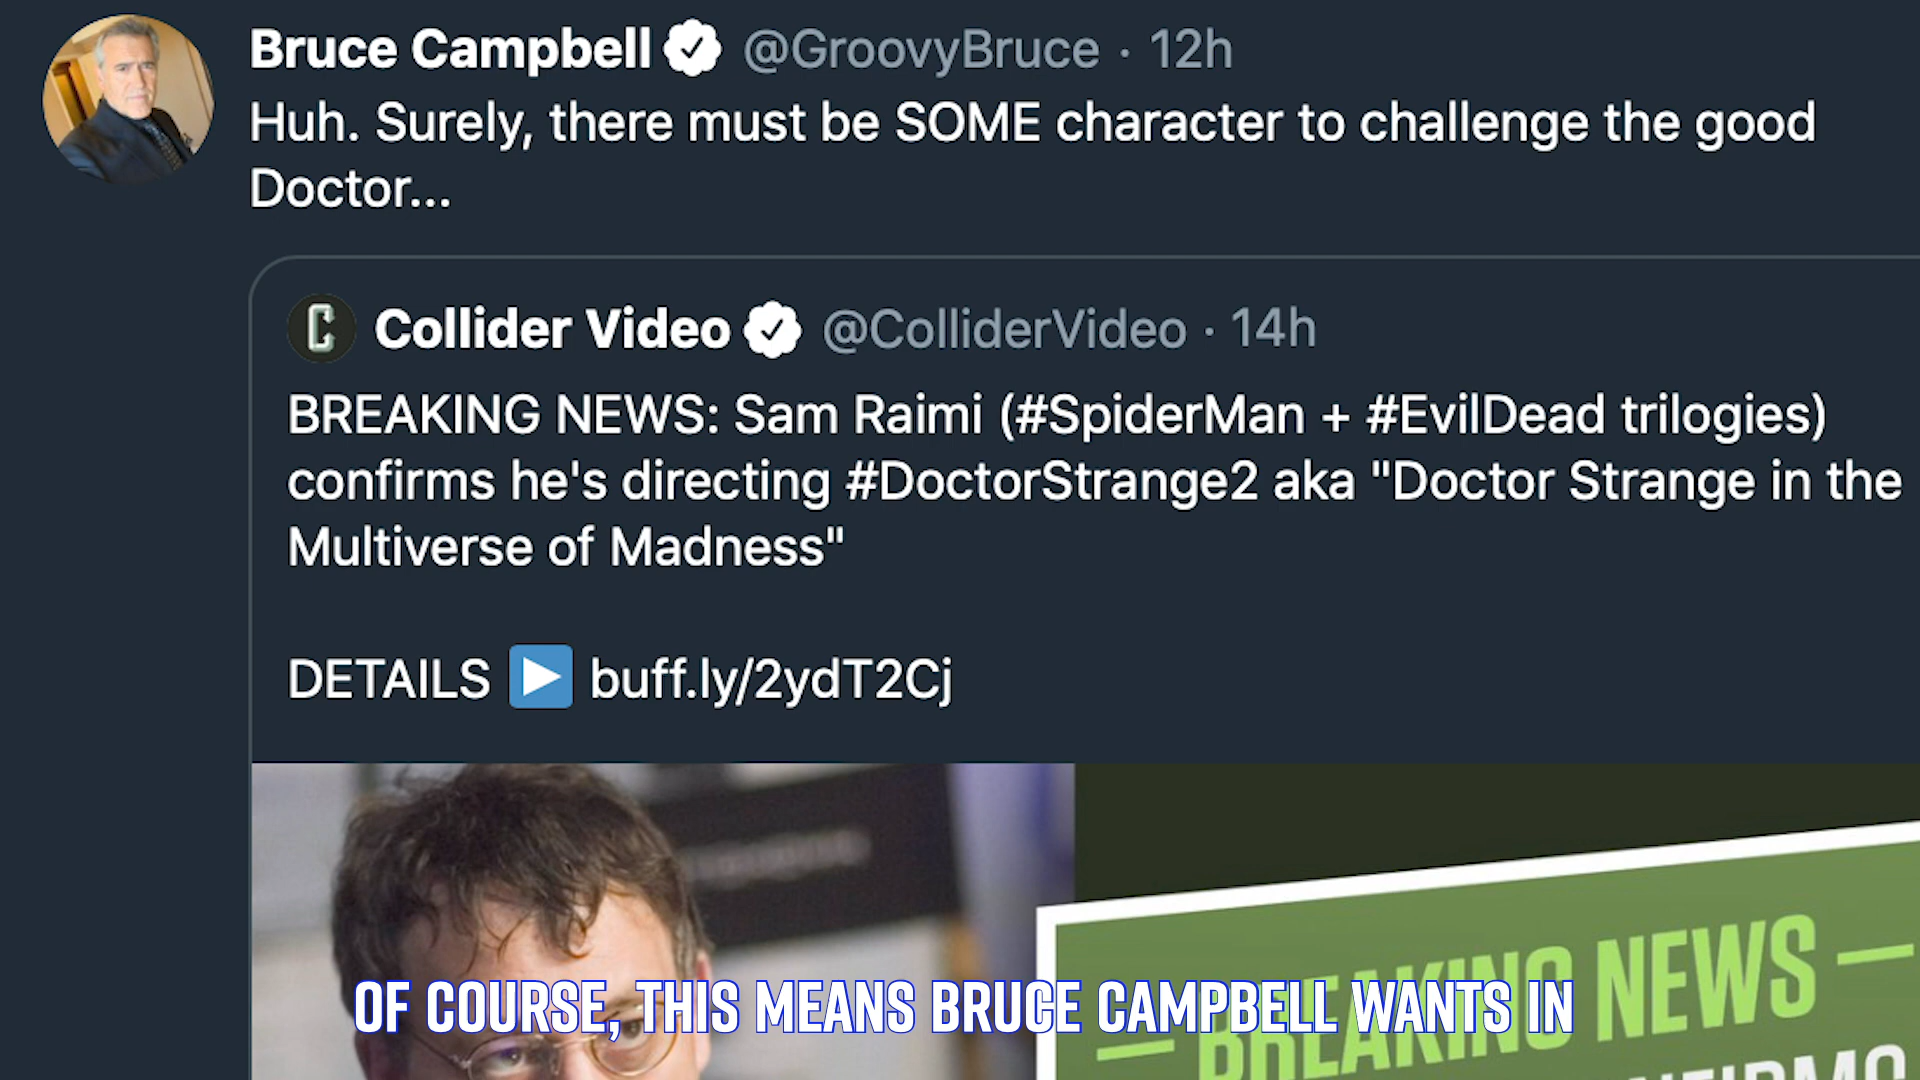 Bruce Campbell @GroovyBruce · 12h
Huh. Surely, there must be SOME character to challenge the good
Doctor...
Collider Video @ColliderVideo · 14h
BREAKING NEWS: Sam Raimi (#SpiderMan + #EvilDead trilogies)
confirms he's directing #DoctorStrange2 aka "Doctor Strange in the
Multiverse of Madness"
DETAILS ▶ buff.ly/2ydT2Cj
BREAKING NEWS
OF COURSE, THIS MEANS BRUCE CAMPBELL WANTS IN